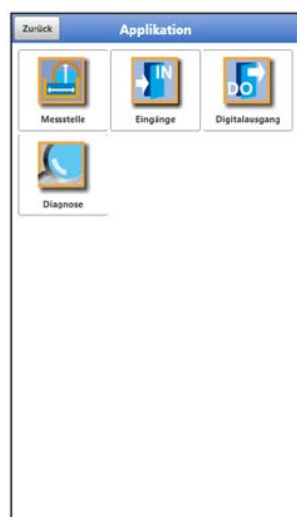 Zurück
Applikation
IN
DO
Messstelle
Eingänge
Digitalausgang
Diagnose